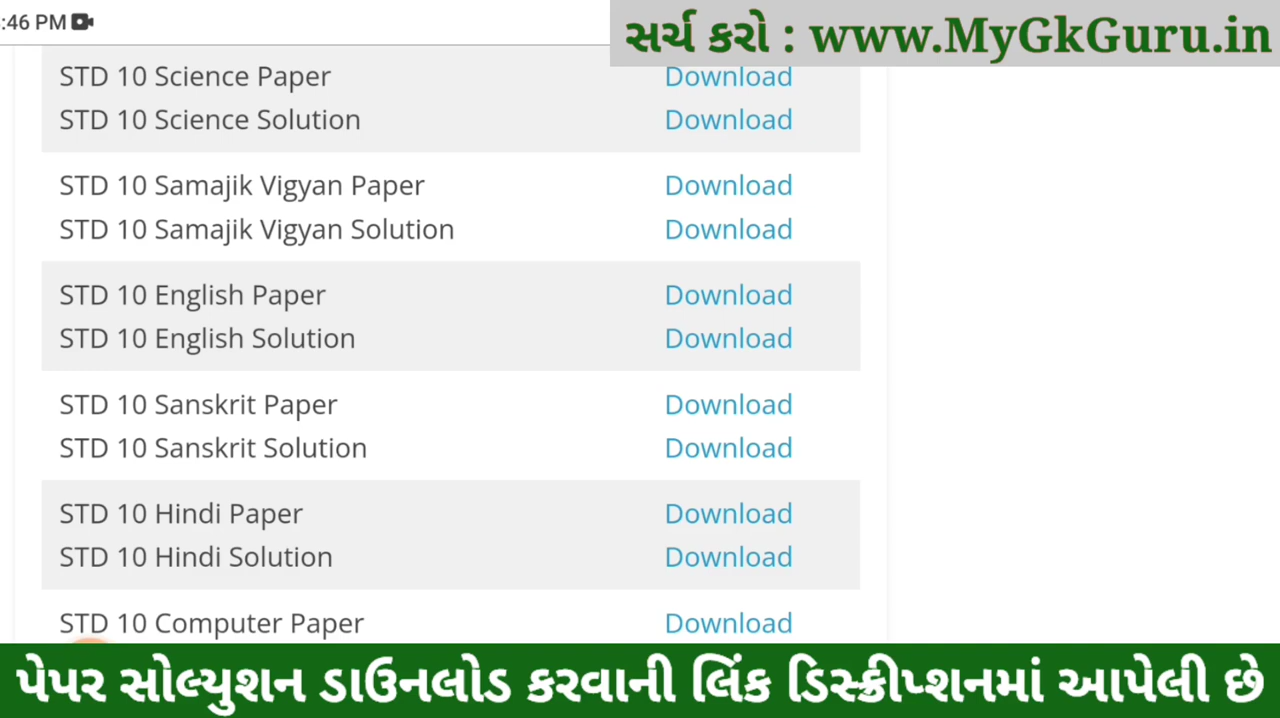 :46 PM
સર્ચ કરો : www.MyGkGuru.in
STD 10 Science Paper Download
STD 10 Science Solution Download
STD 10 Samajik Vigyan Paper Download
STD 10 Samajik Vigyan Solution Download
STD 10 English Paper Download
STD 10 English Solution Download
STD 10 Sanskrit Paper Download
STD 10 Sanskrit Solution Download
STD 10 Hindi Paper Download
STD 10 Hindi Solution Download
STD 10 Computer Paper Download
પેપર સોલ્યુશન ડાઉનલોડ કરવાની લિંક ડિસ્ક્રીપ્શનમાં આપેલી છે